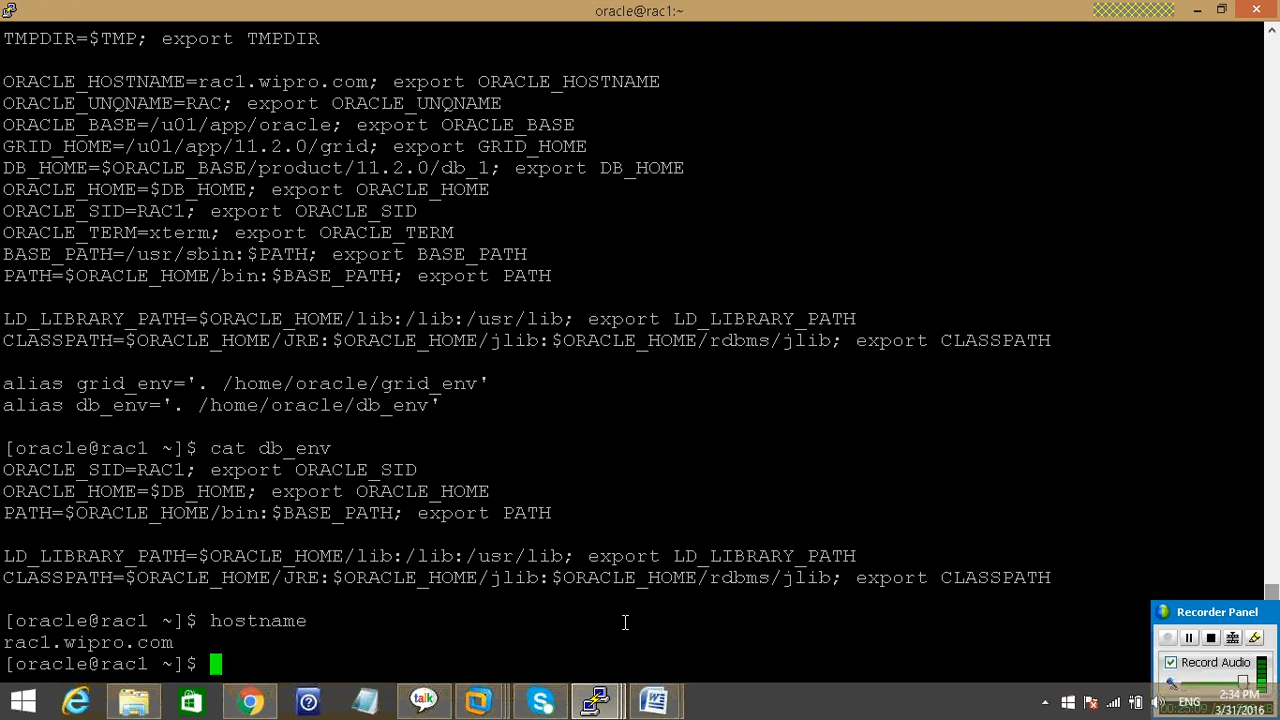 oracle@rac1:~
TMPDIR=$TMP; export TMPDIR
ORACLE_HOSTNAME=rac1.wipro.com; export ORACLE_HOSTNAME
ORACLE_UNQNAME=RAC; export ORACLE_UNQNAME
ORACLE_BASE=/u01/app/oracle; export ORACLE_BASE
GRID_HOME=/u01/app/11.2.0/grid; export GRID_HOME
DB_HOME=$ORACLE_BASE/product/11.2.0/db_1; export DB_HOME
ORACLE_HOME=$DB_HOME; export ORACLE_HOME
ORACLE_SID=RAC1; export ORACLE_SID
ORACLE_TERM=xterm; export ORACLE_TERM
BASE_PATH=/usr/sbin:$PATH; export BASE_PATH
PATH=$ORACLE_HOME/bin:$BASE_PATH; export PATH
LD_LIBRARY_PATH=$ORACLE_HOME/lib:/lib:/usr/lib; export LD_LIBRARY_PATH
CLASSPATH=$ORACLE_HOME/JRE:$ORACLE_HOME/jlib:$ORACLE_HOME/rdbms/jlib; export CLASSPATH
alias grid_env='. /home/oracle/grid_env'
alias db_env='. /home/oracle/db_env'
[oracle@rac1 ~]$ cat db_env
ORACLE_SID=RAC1; export ORACLE_SID
ORACLE_HOME=$DB_HOME; export ORACLE_HOME
PATH=$ORACLE_HOME/bin:$BASE_PATH; export PATH
LD_LIBRARY_PATH=$ORACLE_HOME/lib:/lib:/usr/lib; export LD_LIBRARY_PATH
CLASSPATH=$ORACLE_HOME/JRE:$ORACLE_HOME/jlib:$ORACLE_HOME/rdbms/jlib; export CLASSPATH
[oracle@rac1 ~]$ hostname
rac1.wipro.com
[oracle@rac1 ~]$
Recorder Panel
Record Audio
talk
ENG
2:34 PM
3/31/2016